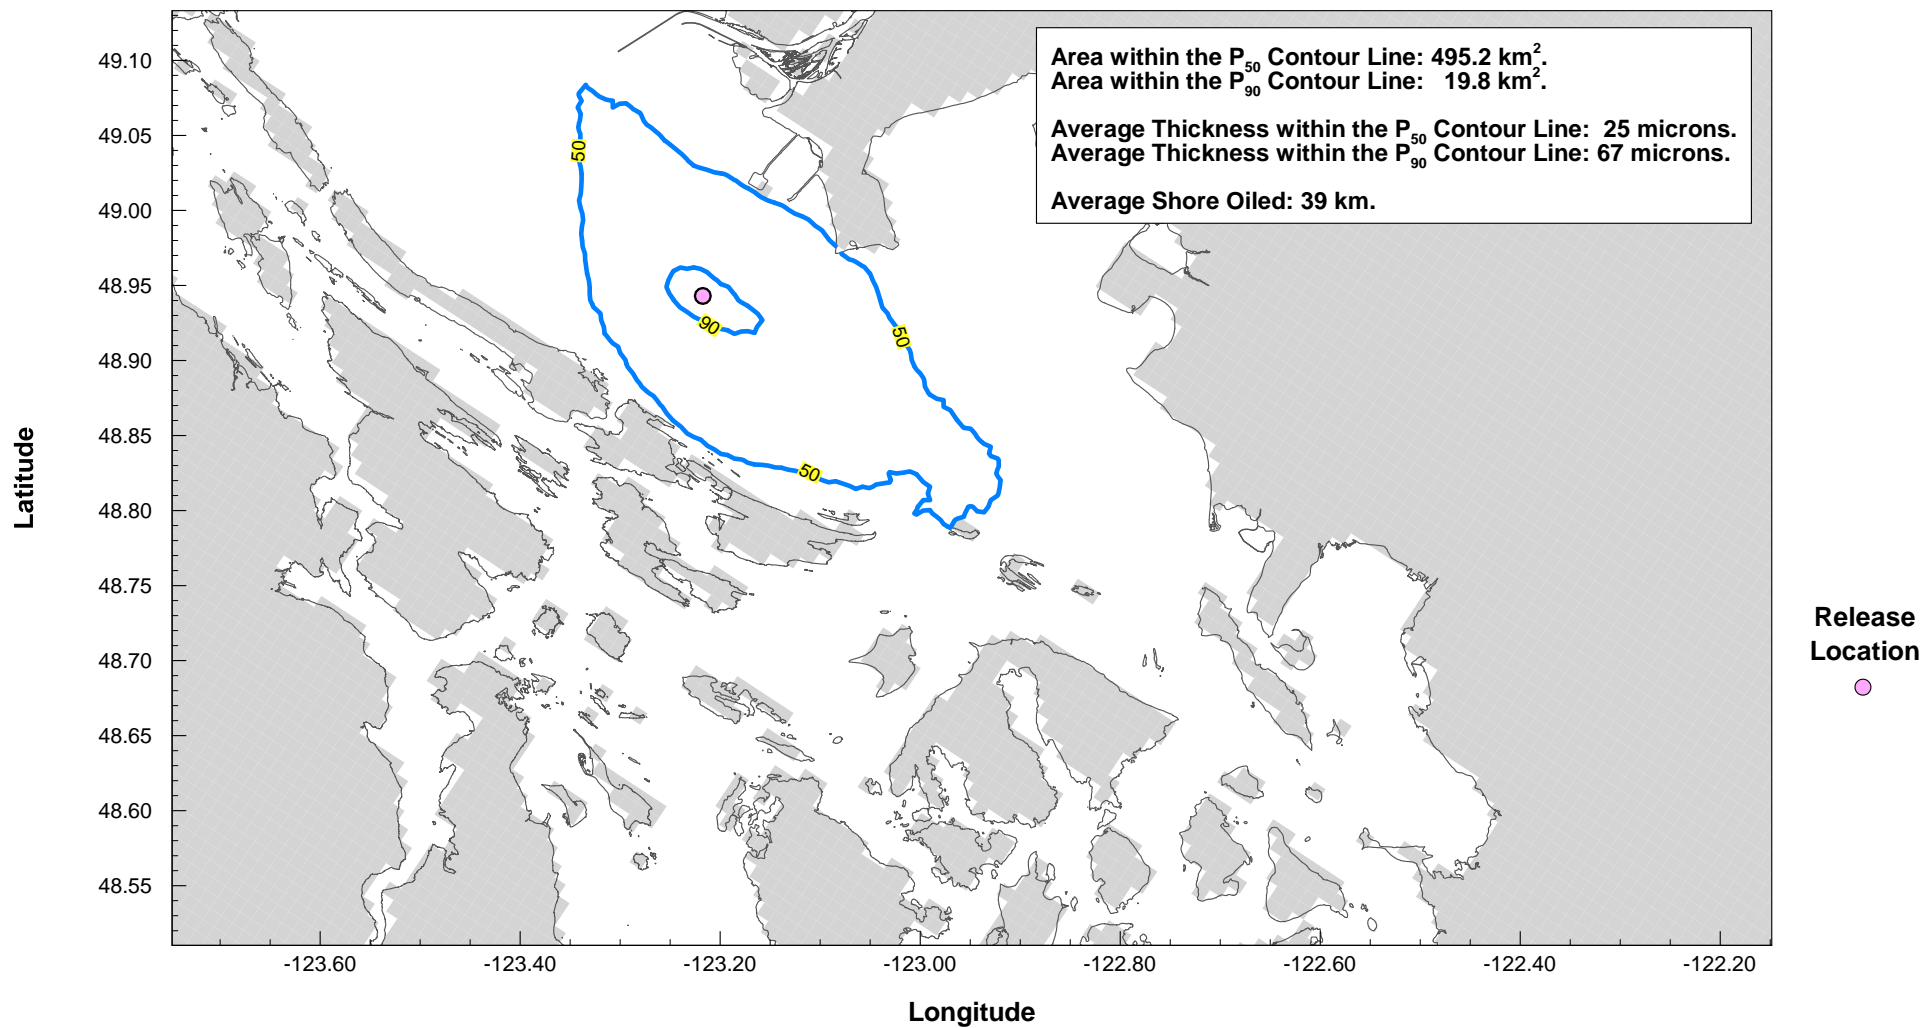 Area within the P50 Contour Line: 495.2 km2.
Area within the P90 Contour Line: 19.8 km2.
Average Thickness within the P50 Contour Line: 25 microns.
Average Thickness within the P90 Contour Line: 67 microns.
Average Shore Oiled: 39 km.
49.10
49.05
49.00
48.95
48.90
48.85
48.80
48.75
48.70
48.65
48.60
48.55
Latitude
50
50
90
50
Release
Location
-123.60
-123.40
-123.20
-123.00
-122.80
-122.60
-122.40
-122.20
Longitude